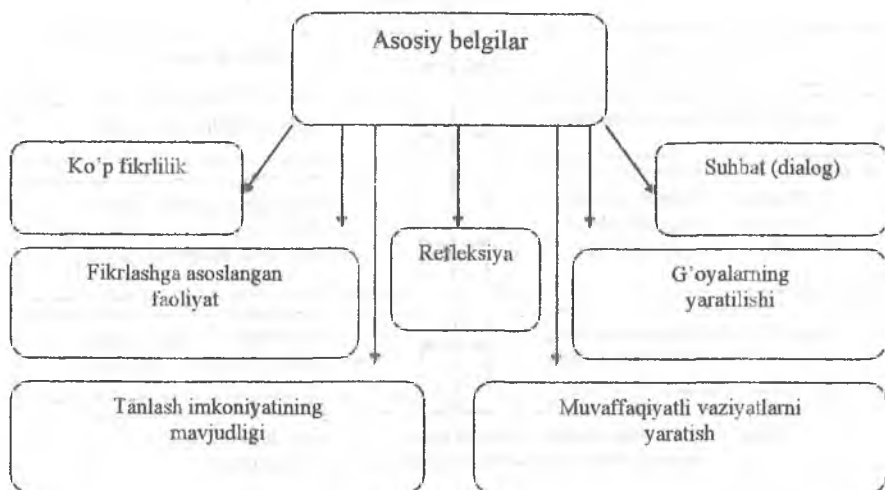 Asosiy belgilar
Ko'p fikrlilik
Suhbat (dialog)
Fikrlashga asoslangan
faoliyat
Refleksiya
G'oyalarning
yaratilishi
Tanlash imkoniyatining
mavjudligi
Muvaffaqiyatli vaziyatlarni
yaratish